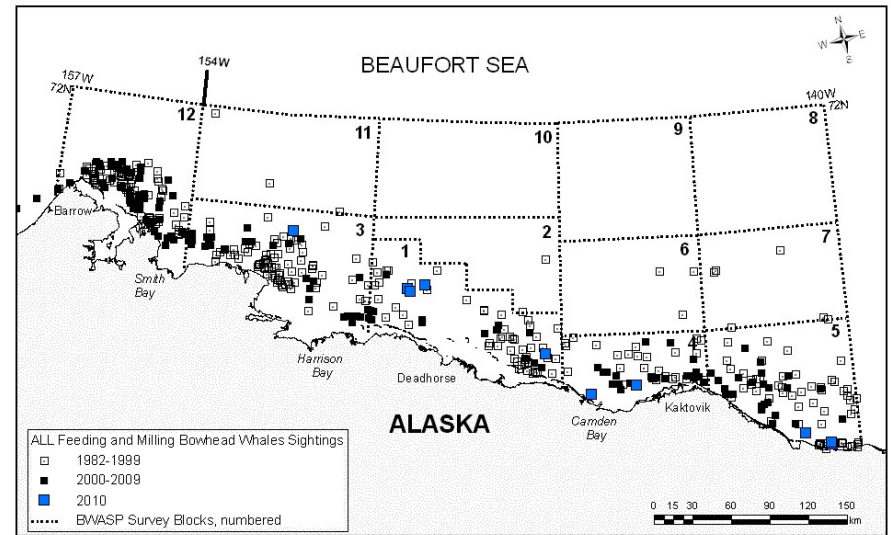 N
W
E
S
BEAUFORT SEA
154W
157W
72N
140W
72N
12
11
10
9
8
3
2
1
6
7
4
5
Barrow
Smith
Bay
Harrison
Bay
Deadhorse
Camden
Bay
Kaktovik
ALASKA
ALL Feeding and Milling Bowhead Whales Sightings
1982-1999
2000-2009
2010
BWASP Survey Blocks, numbered
0 15 30 60 90 120 150
km